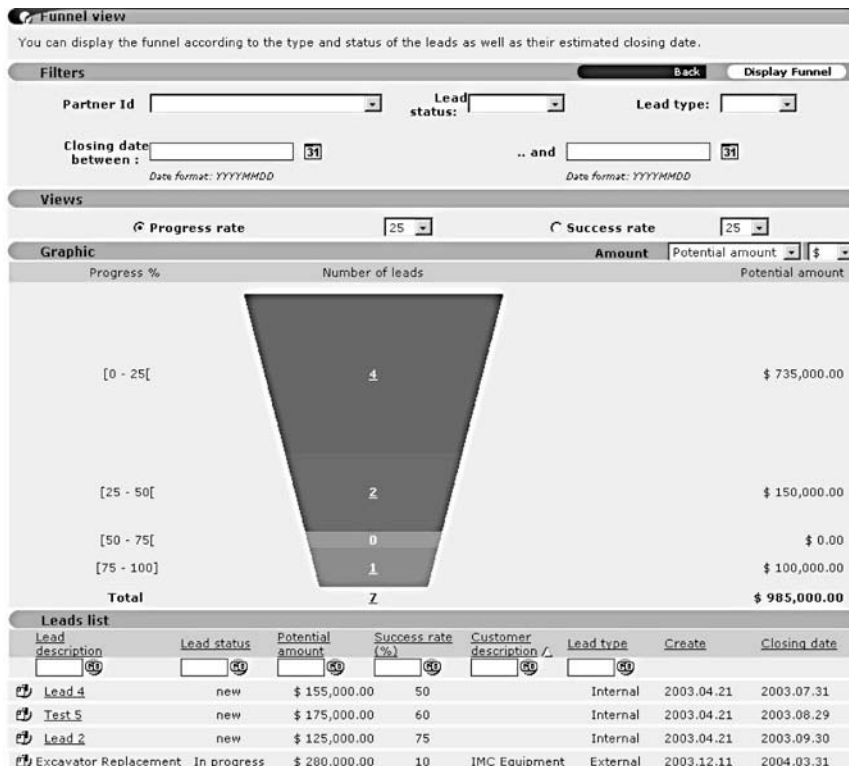 Funnel view
You can display the funnel according to the type and status of the leads as well as their estimated closing date.
Filters Back Display Funnel
Partner Id Lead status: Lead type:
Closing date between : 31 .. and 31
Date format: YYYYMMDD Date format: YYYYMMDD
Views
Progress rate 25 Success rate 25
Graphic Amount Potential amount $
Progress % Number of leads Potential amount
[0 - 25[ 4 $ 735,000.00
[25 - 50[ 2 $ 150,000.00
[50 - 75[ 0 $ 0.00
[75 - 100] 1 $ 100,000.00
Total 7 $ 985,000.00
Leads list
Lead description Lead status Potential amount Success rate (%) Customer description Lead type Create Closing date
Lead 4 new $ 155,000.00 50 Internal 2003.04.21 2003.07.31
Test 5 new $ 175,000.00 60 Internal 2003.04.21 2003.08.29
Lead 2 new $ 125,000.00 75 Internal 2003.04.21 2003.09.30
Excavator Replacement In progress $ 280,000.00 10 IMC Equipment External 2003.12.11 2004.03.31